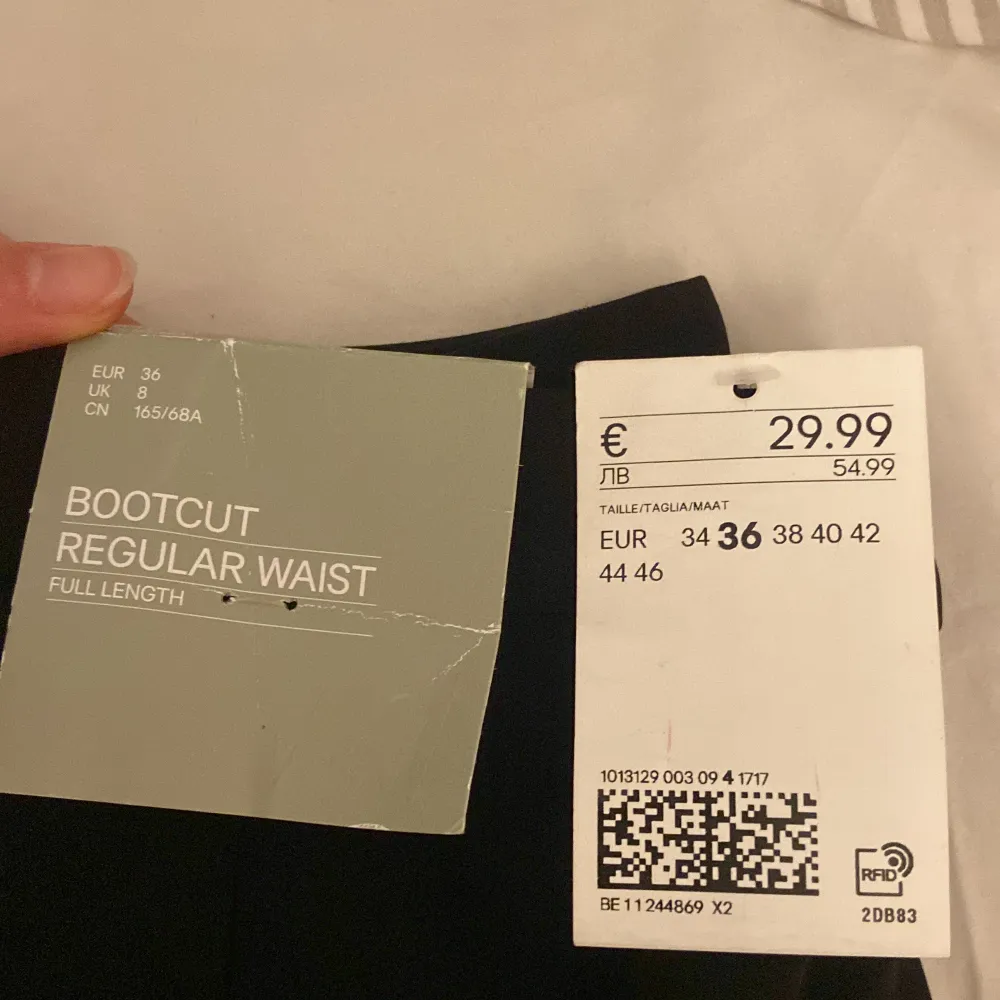 EUR 36
UK 8
CN 165/68A
BOOTCUT
REGULAR WAIST
FULL LENGTH
€ 29.99
ЛВ 54.99
TAILLE/TAGLIA/MAAT
EUR 34 36 38 40 42
44 46
1013129 003 09 4 1717
BE 11244869 X2
RFID
2DB83